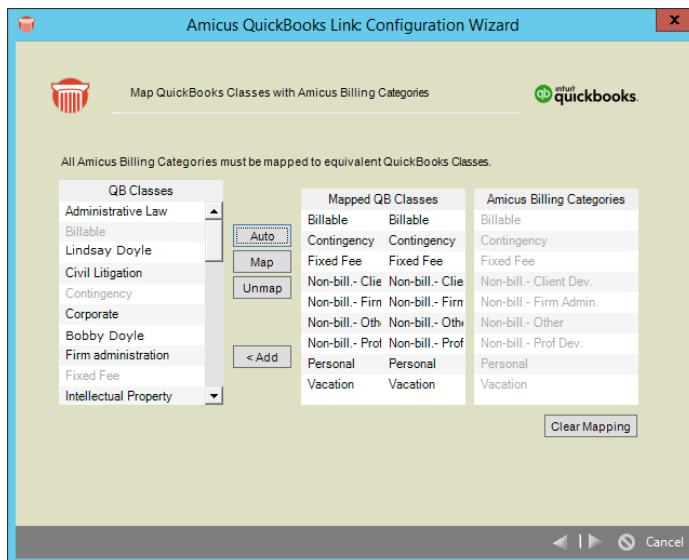 Amicus QuickBooks Link: Configuration Wizard
x
Map QuickBooks Classes with Amicus Billing Categories
qb intuit quickbooks.
All Amicus Billing Categories must be mapped to equivalent QuickBooks Classes.
QB Classes
Administrative Law
Billable
Lindsay Doyle
Civil Litigation
Contingency
Corporate
Bobby Doyle
Firm administration
Fixed Fee
Intellectual Property
Auto
Map
Unmap
< Add
Mapped QB Classes
Billable Billable
Contingency Contingency
Fixed Fee Fixed Fee
Non-bill.- Clie Non-bill.- Clie
Non-bill.- Firn Non-bill.- Firn
Non-bill.- Oth Non-bill.- Oth
Non-bill.- Prof Non-bill.- Prof
Personal Personal
Vacation Vacation
Amicus Billing Categories
Billable
Contingency
Fixed Fee
Non-bill.- Client Dev.
Non-bill.- Firm Admin.
Non-bill.- Other
Non-bill.- Prof Dev.
Personal
Vacation
Clear Mapping
Cancel